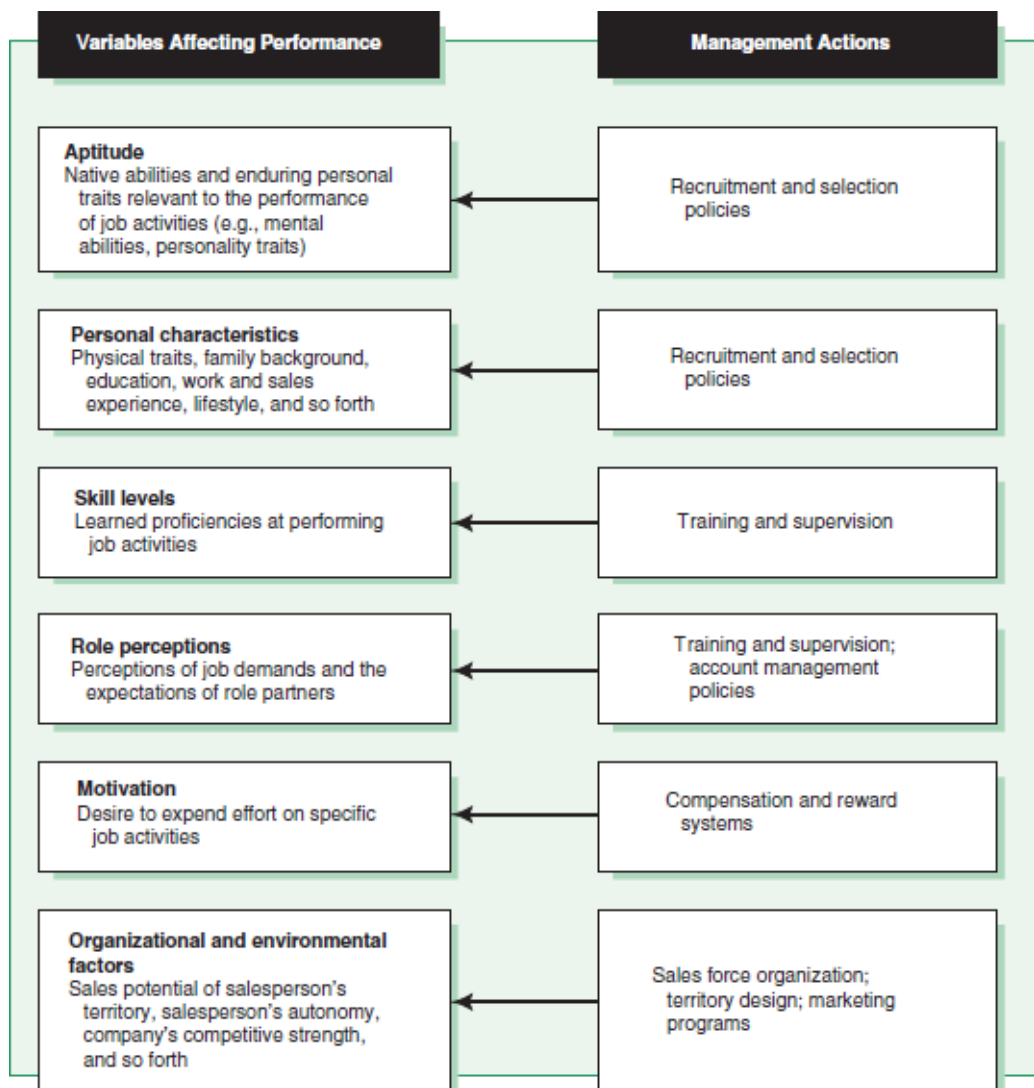 Variables Affecting Performance
Management Actions
Aptitude
Native abilities and enduring personal
traits relevant to the performance
of job activities (e.g., mental
abilities, personality traits)
Recruitment and selection
policies
Personal characteristics
Physical traits, family background,
education, work and sales
experience, lifestyle, and so forth
Recruitment and selection
policies
Skill levels
Learned proficiencies at performing
job activities
Training and supervision
Role perceptions
Perceptions of job demands and the
expectations of role partners
Training and supervision;
account management
policies
Motivation
Desire to expend effort on specific
job activities
Compensation and reward
systems
Organizational and environmental
factors
Sales potential of salesperson's
territory, salesperson's autonomy,
company's competitive strength,
and so forth
Sales force organization;
territory design; marketing
programs